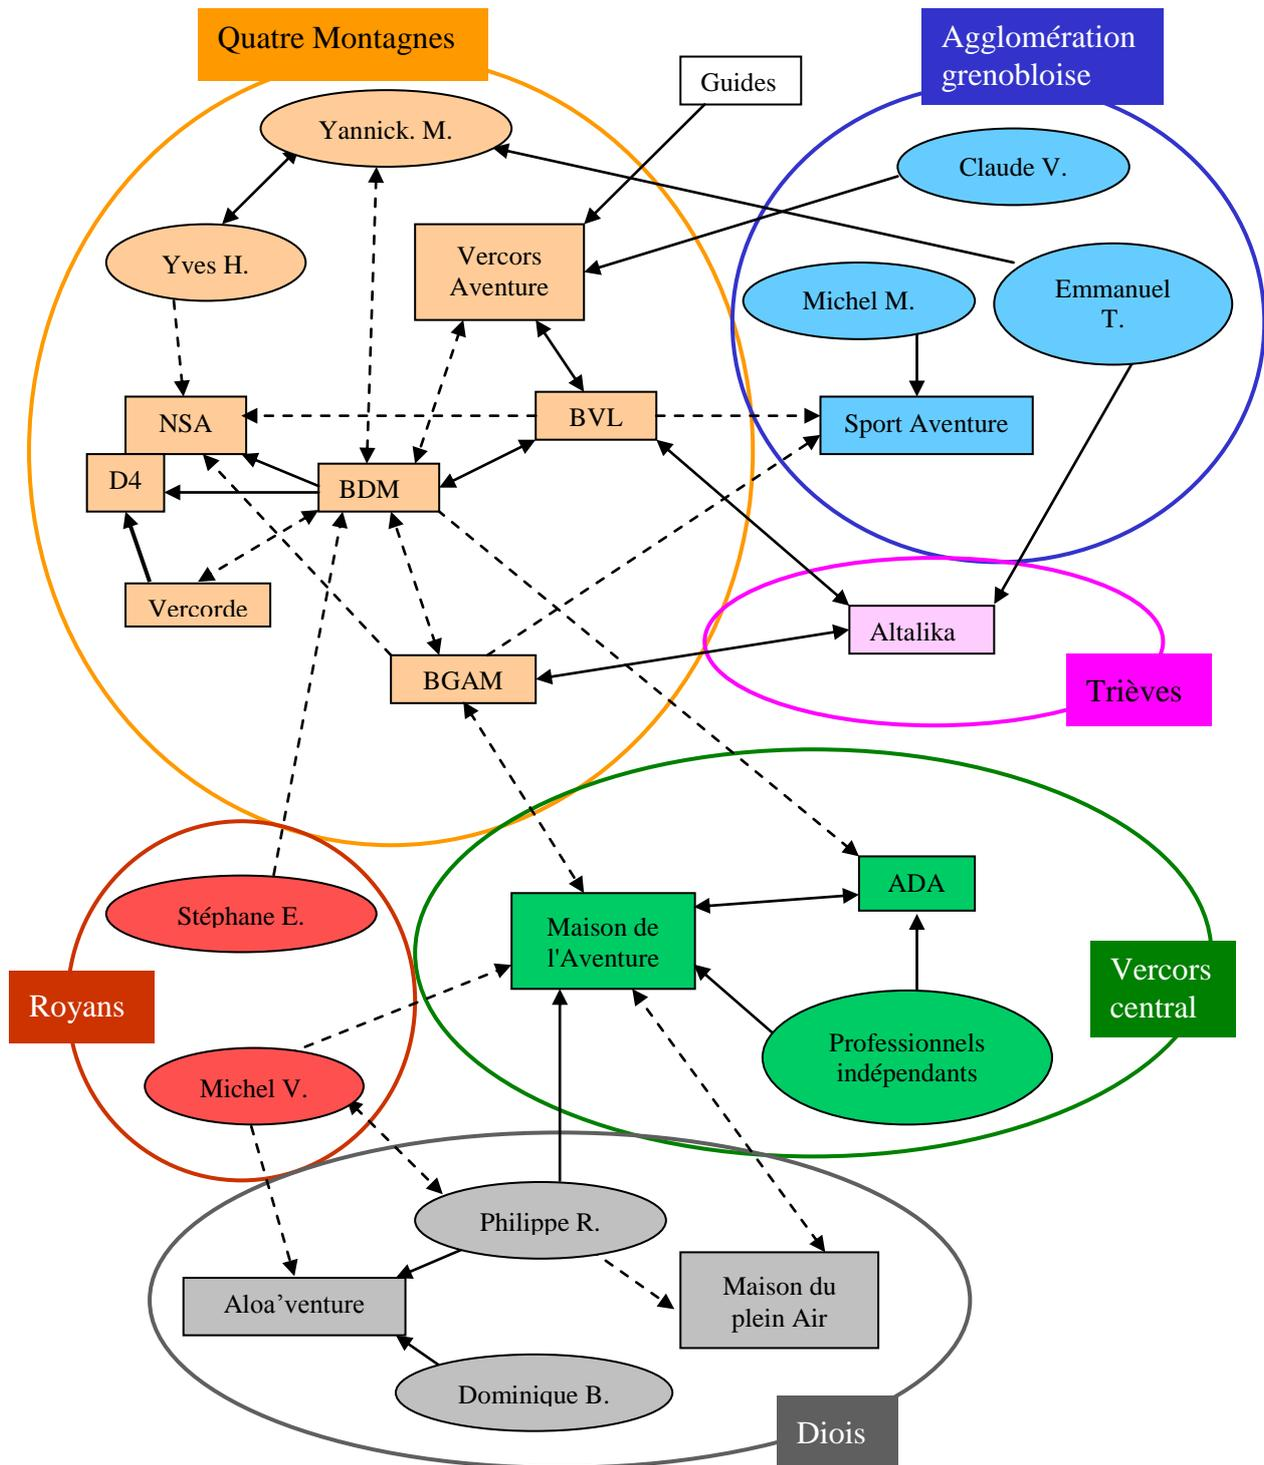 Quatre Montagnes
Agglomération
grenobloise
Guides
Yannick. M.
Claude V.
Yves H.
Vercors
Aventure
Michel M.
Emmanuel
T.
NSA
BVL
Sport Aventure
D4
BDM
Vercorde
Altalika
BGAM
Trièves
ADA
Stéphane E.
Maison de
l'Aventure
Vercors
central
Royans
Professionnels
indépendants
Michel V.
Philippe R.
Aloa’venture
Maison du
plein Air
Dominique B.
Diois